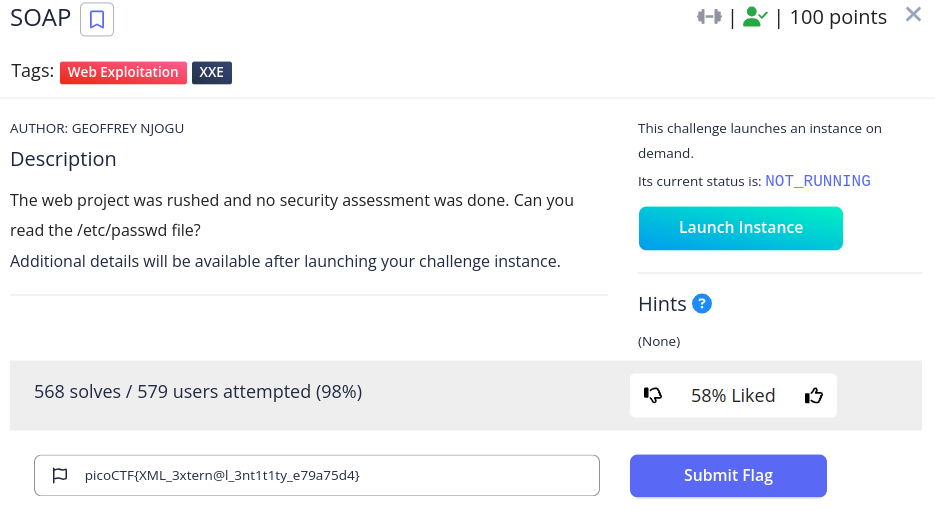 SOAP
| | 100 points
Tags: Web Exploitation XXE
AUTHOR: GEOFFREY NJOGU
Description
The web project was rushed and no security assessment was done. Can you
read the /etc/passwd file?
Additional details will be available after launching your challenge instance.
This challenge launches an instance on
demand.
Its current status is: NOT_RUNNING
Launch Instance
Hints ?
(None)
568 solves / 579 users attempted (98%)
58% Liked
picoCTF{XML_3xtern@l_3nt1t1ty_e79a75d4}
Submit Flag